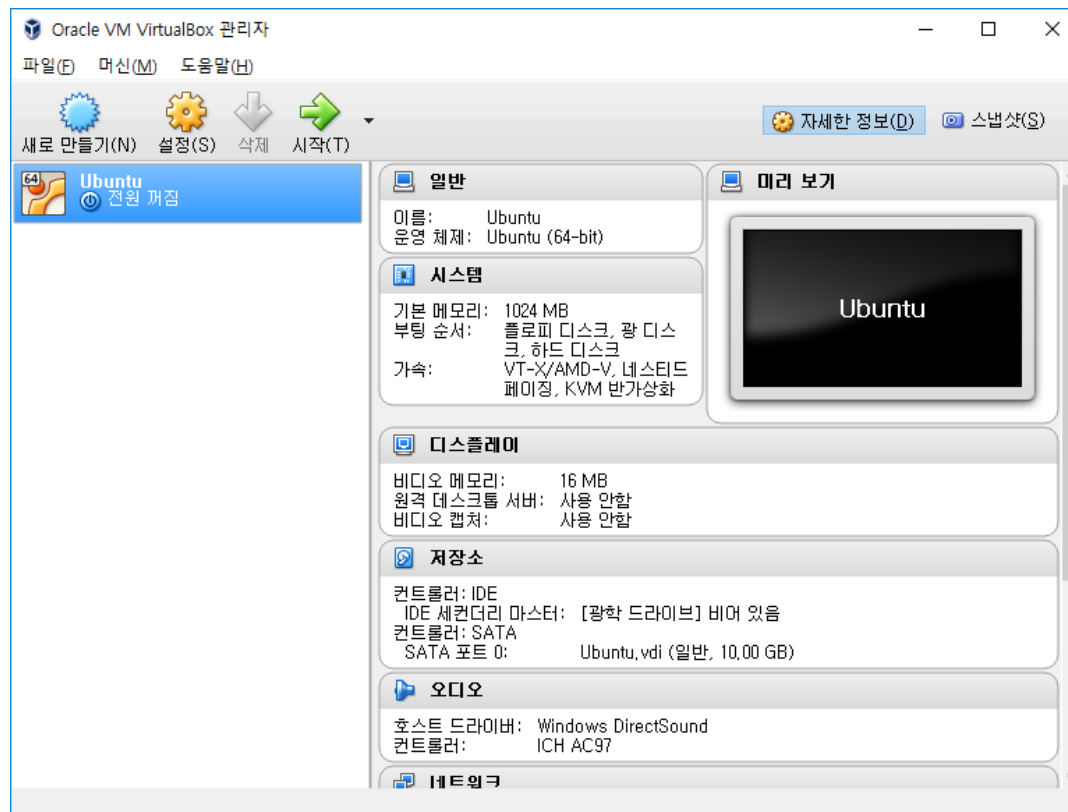 Oracle VM VirtualBox 관리자
파일(F) 머신(M) 도움말(H)
새로 만들기(N) 설정(S) 삭제 시작(T)
자세한 정보(D) 스냅샷(S)
64
Ubuntu
전원 꺼짐
일반
이름: Ubuntu
운영 체제: Ubuntu (64-bit)
시스템
기본 메모리: 1024 MB
부팅 순서: 플로피 디스크, 광 디스
크, 하드 디스크
가속: VT-X/AMD-V, 네스티드
페이징, KVM 반가상화
미리 보기
Ubuntu
디스플레이
비디오 메모리: 16 MB
원격 데스크톱 서버: 사용 안함
비디오 캡처: 사용 안함
저장소
컨트롤러: IDE
IDE 세컨더리 마스터: [광학 드라이브] 비어 있음
컨트롤러: SATA
SATA 포트 0: Ubuntu.vdi (일반, 10.00 GB)
오디오
호스트 드라이버: Windows DirectSound
컨트롤러: ICH AC97
네트워크